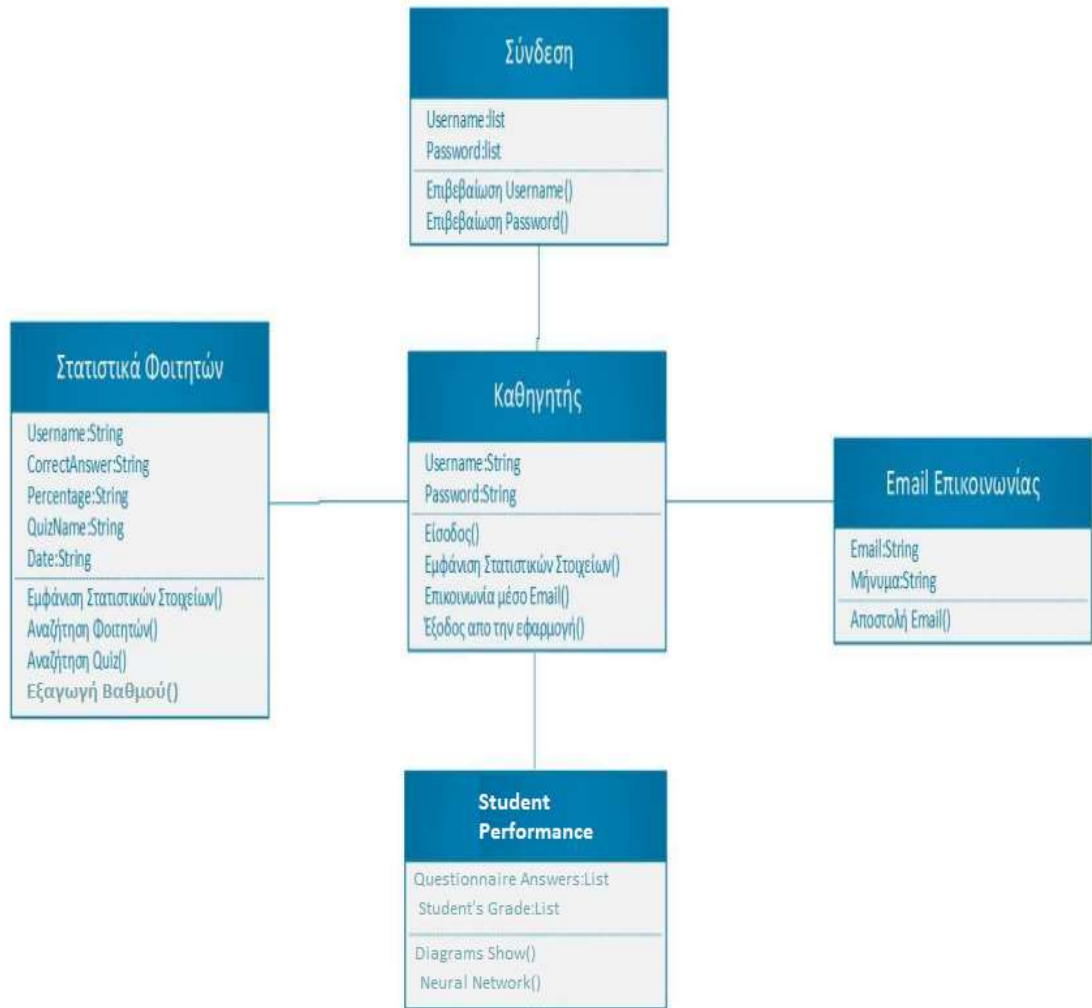 Σύνδεση
Username:list
Password:list
Επιβεβαίωση Username()
Επιβεβαίωση Password()
Στατιστικά Φοιτητών
Username:String
CorrectAnswer:String
Percentage:String
QuizName:String
Date:String
Εμφάνιση Στατιστικών Στοιχείων()
Αναζήτηση Φοιτητών()
Αναζήτηση Quiz()
Εξαγωγή Βαθμού()
Καθηγητής
Username:String
Password:String
Είσοδος()
Εμφάνιση Στατιστικών Στοιχείων()
Επικοινωνία μέσο Email()
Έξοδος απο την εφαρμογή()
Email Επικοινωνίας
Email:String
Μήνυμα:String
Αποστολή Email()
Student
Performance
Questionnaire Answers:List
Student's Grade:List
Diagrams Show()
Neural Network()